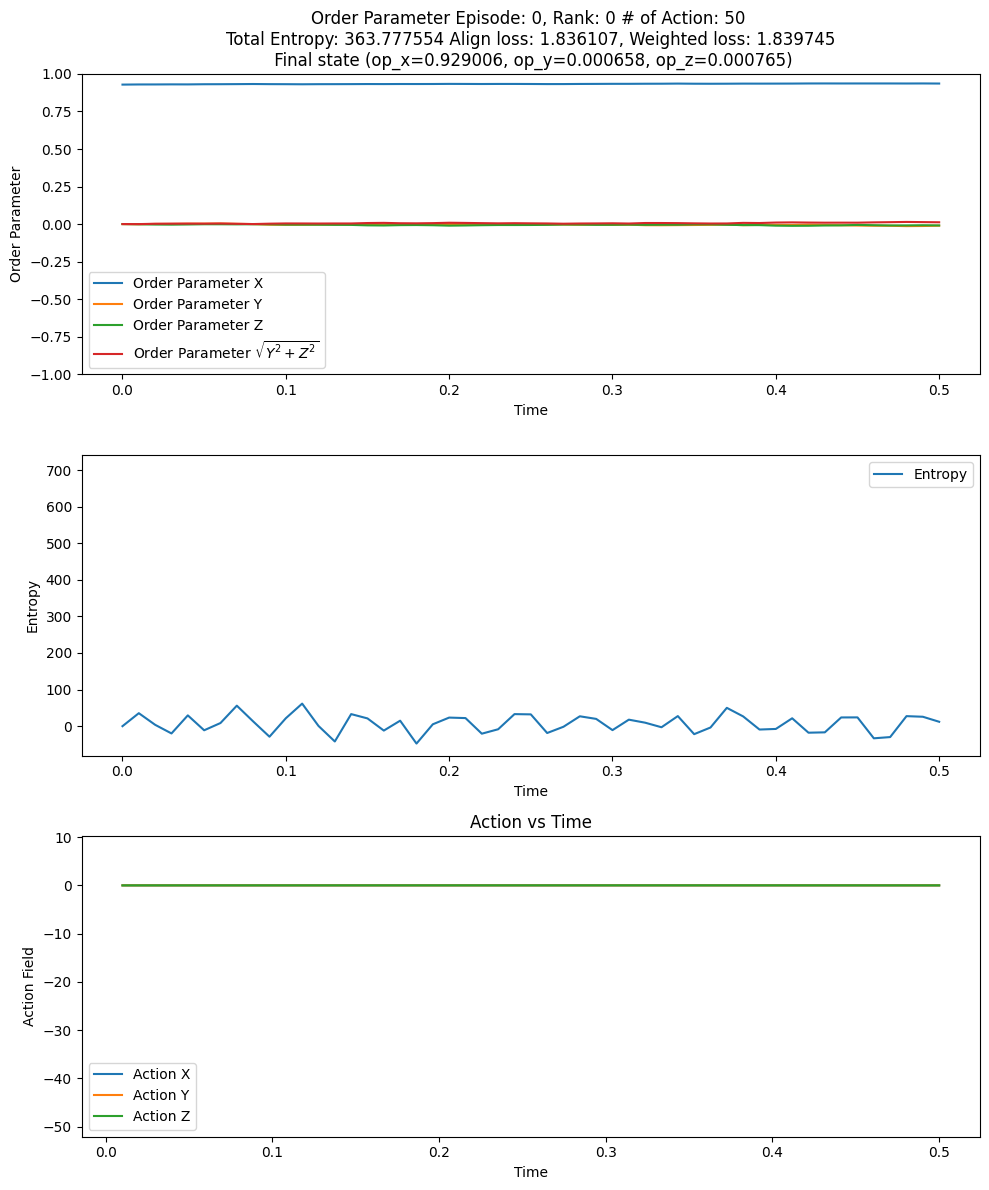 Order Parameter Episode: 0, Rank: 0 # of Action: 50
Total Entropy: 363.777554 Align loss: 1.836107, Weighted loss: 1.839745
Final state (op_x=0.929006, op_y=0.000658, op_z=0.000765)
1.00
0.75
0.50
0.25
0.00
−0.25
−0.50
−0.75
−1.00
Order Parameter
Order Parameter X
Order Parameter Y
Order Parameter Z
Order Parameter √Y² + Z²
0.0 0.1 0.2 0.3 0.4 0.5
Time
700
600
500
400
300
200
100
0
Entropy
Entropy
0.0 0.1 0.2 0.3 0.4 0.5
Time
Action vs Time
10
0
−10
−20
−30
−40
−50
Action Field
Action X
Action Y
Action Z
0.0 0.1 0.2 0.3 0.4 0.5
Time